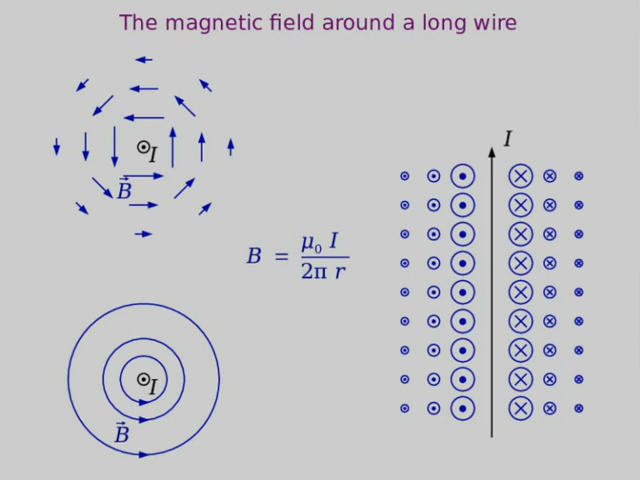 The magnetic field around a long wire
I
B⃗
I
B = μ₀ I / 2π r
I
B⃗